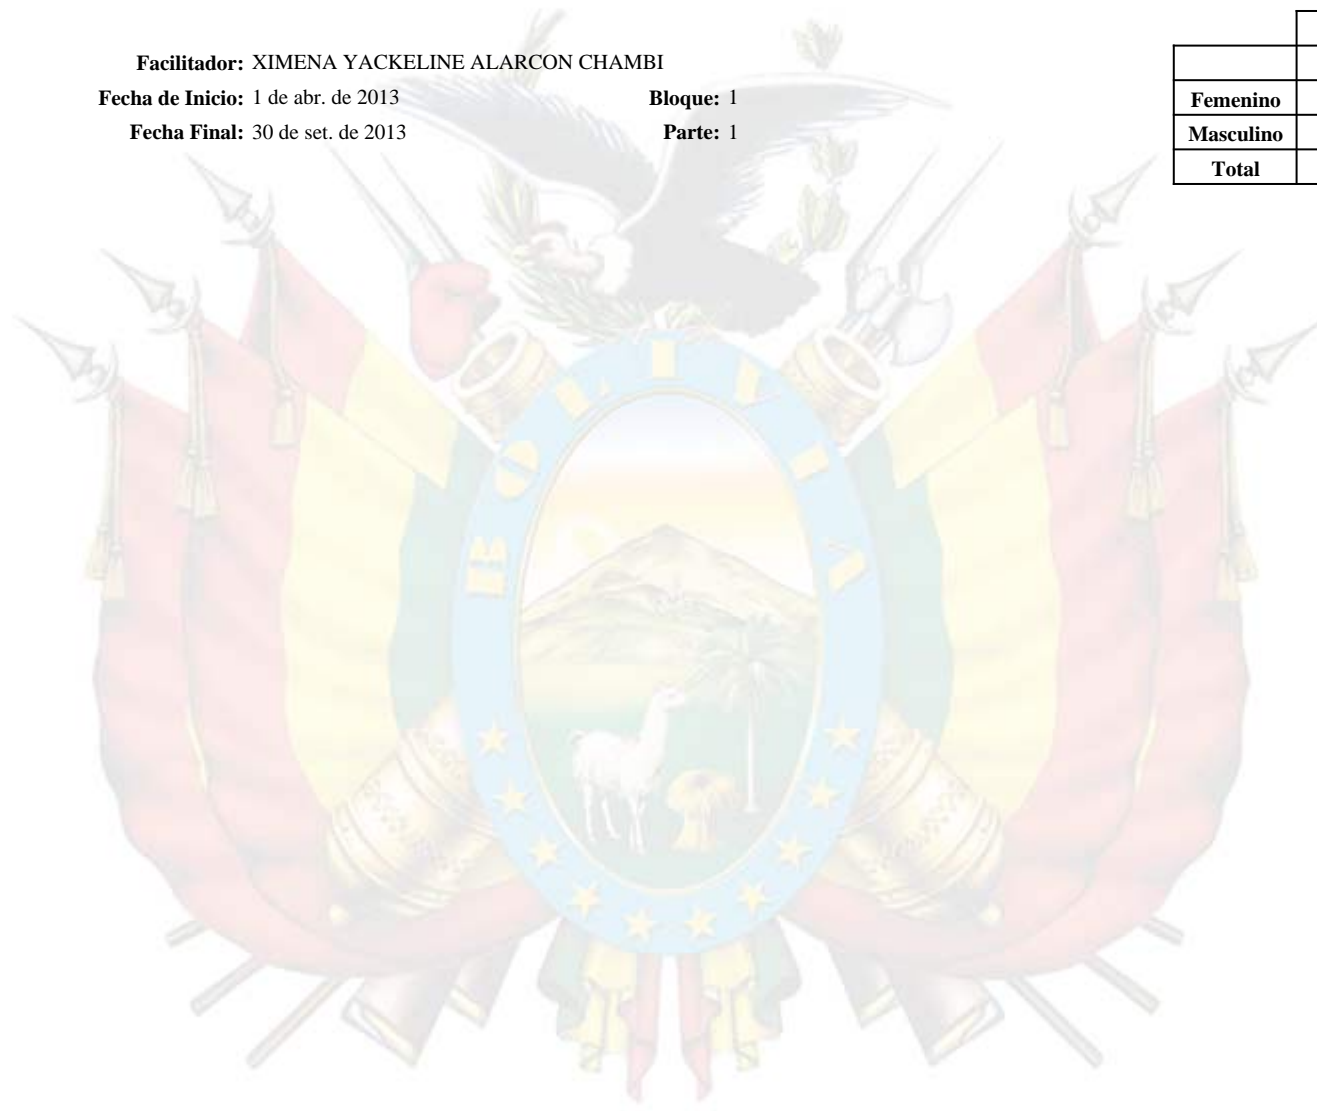 Facilitador: XIMENA YACKELINE ALARCON CHAMBI
Fecha de Inicio: 1 de abr. de 2013 Bloque: 1
Fecha Final: 30 de set. de 2013 Parte: 1
Femenino
Masculino
Total
BOLIVIA